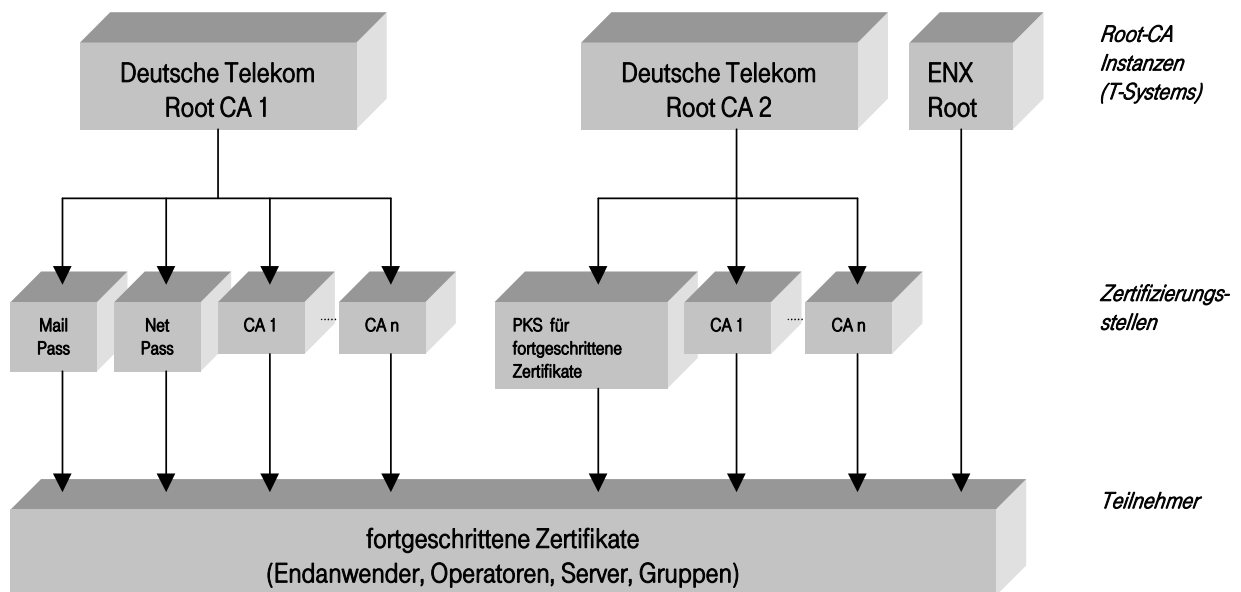 Deutsche Telekom
Root CA 1
Deutsche Telekom
Root CA 2
ENX
Root
Root-CA
Instanzen
(T-Systems)
Mail
Pass
Net
Pass
CA 1
.....
CA n
PKS für
fortgeschrittene
Zertifikate
CA 1
.....
CA n
Zertifizierungs-
stellen
Teilnehmer
fortgeschrittene Zertifikate
(Endanwender, Operatoren, Server, Gruppen)